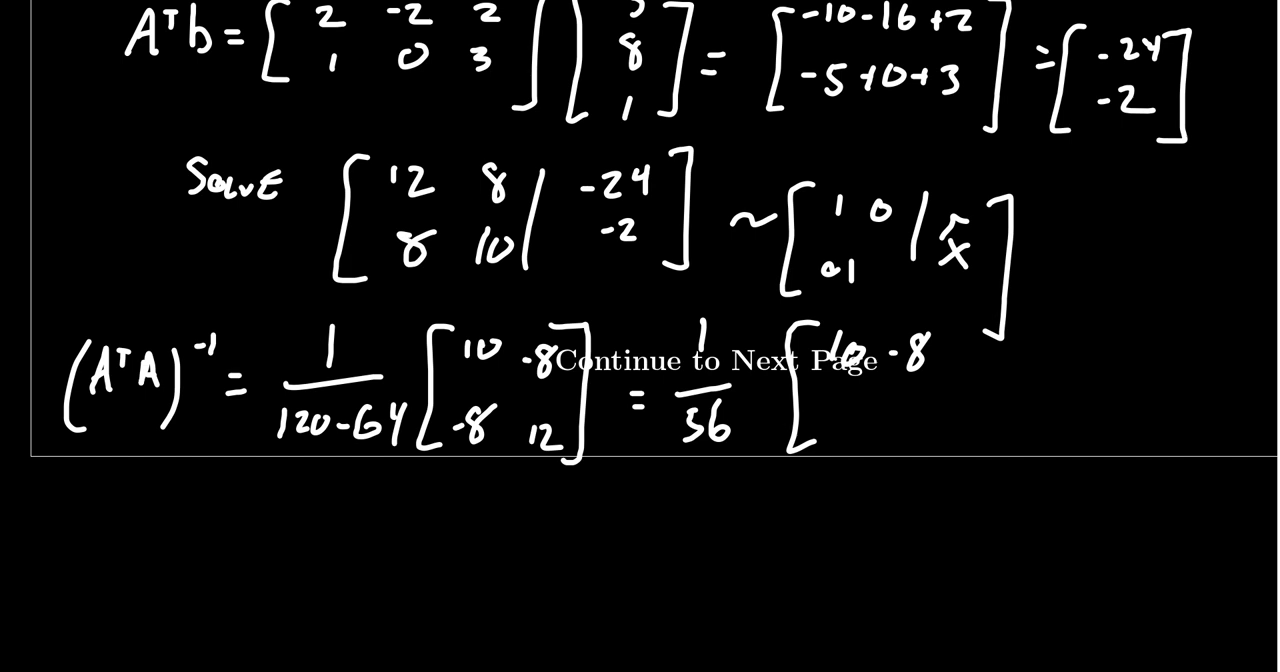 2 -2 2 -10-16+2
Aᵀb = [ ] [ 8 ] = [ ] = [ -24
1 0 3 -5+0+3 -2 ]
1
Solve [ 12 8 | -24 ] ~ [ 1 0 | x̂ ]
8 10 -2 0 1
(AᵀA)⁻¹ = 1 [ 10 -8 ] = 1 [ 10 -8
120-64 -8 12 56
Continue to Next Page